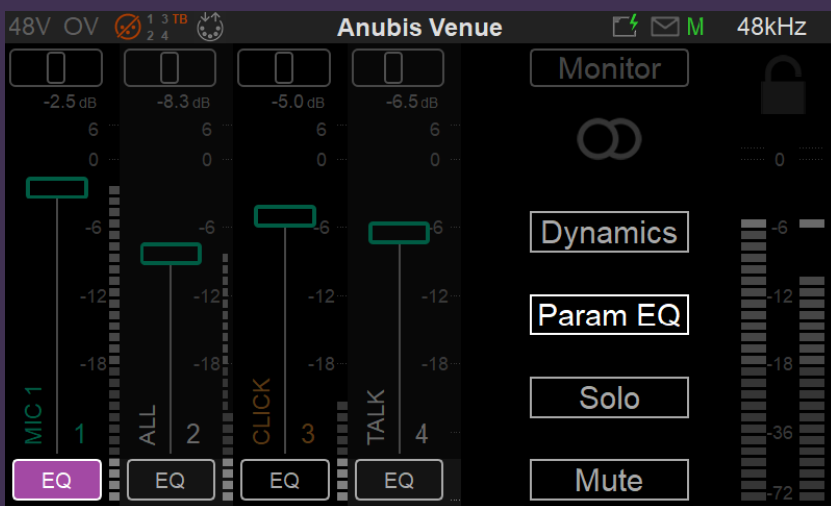 48V OV 1 3 TB 2 4 Anubis Venue M 48kHz
-2.5 dB -8.3 dB -5.0 dB -6.5 dB Monitor
6 6 6 6
0 0 0 0 0
-6 -6 -6 -6 Dynamics -6
-12 -12 -12 -12 Param EQ -12
-18 -18 -18 -18 -18
MIC 1 1 ALL 2 CLICK 3 TALK 4 Solo -36
EQ EQ EQ EQ Mute -72